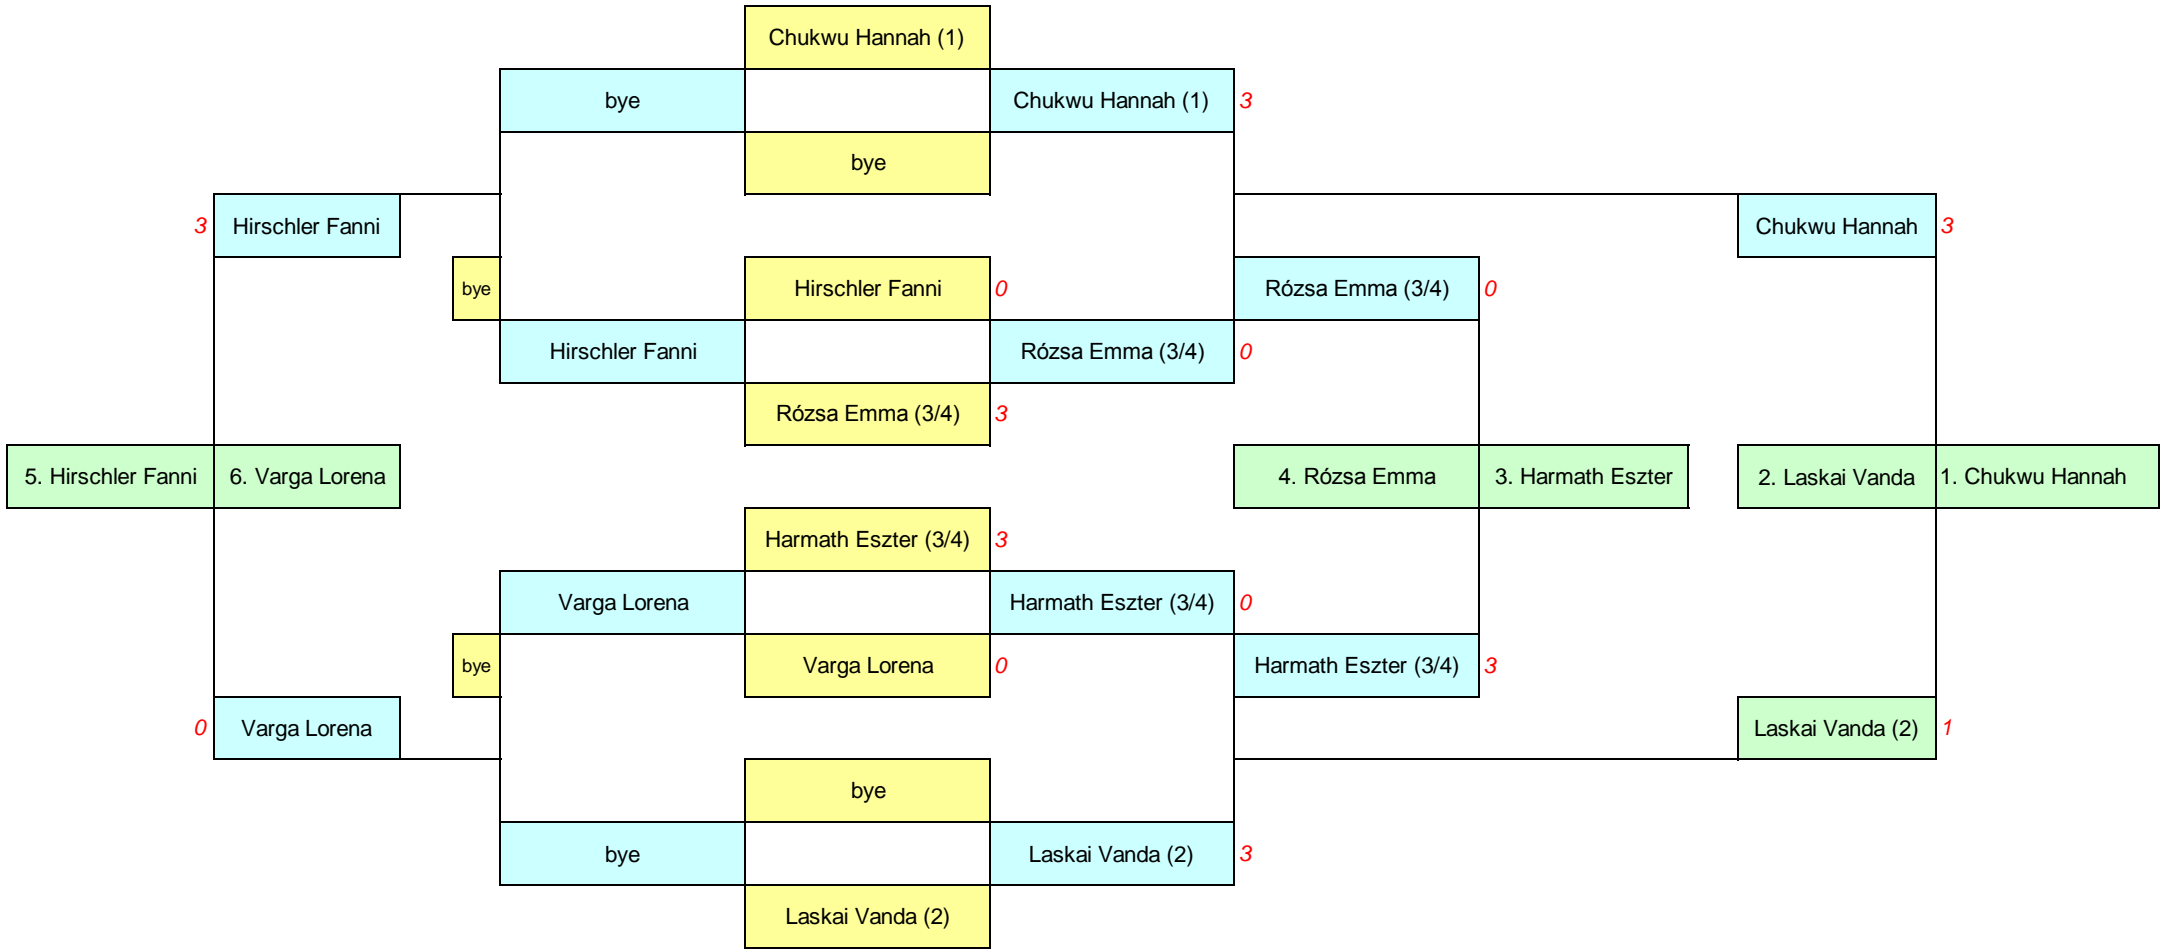 Chukwu Hannah (1)
bye
Chukwu Hannah (1) 3
bye
3 Hirschler Fanni
Chukwu Hannah 3
bye
Hirschler Fanni 0
Rózsa Emma (3/4) 0
Hirschler Fanni
Rózsa Emma (3/4) 0
Rózsa Emma (3/4) 3
5. Hirschler Fanni
6. Varga Lorena
4. Rózsa Emma
3. Harmath Eszter
2. Laskai Vanda
1. Chukwu Hannah
Harmath Eszter (3/4) 3
Varga Lorena
Harmath Eszter (3/4) 0
bye
Varga Lorena 0
Harmath Eszter (3/4) 3
0 Varga Lorena
Laskai Vanda (2) 1
bye
bye
Laskai Vanda (2) 3
Laskai Vanda (2)